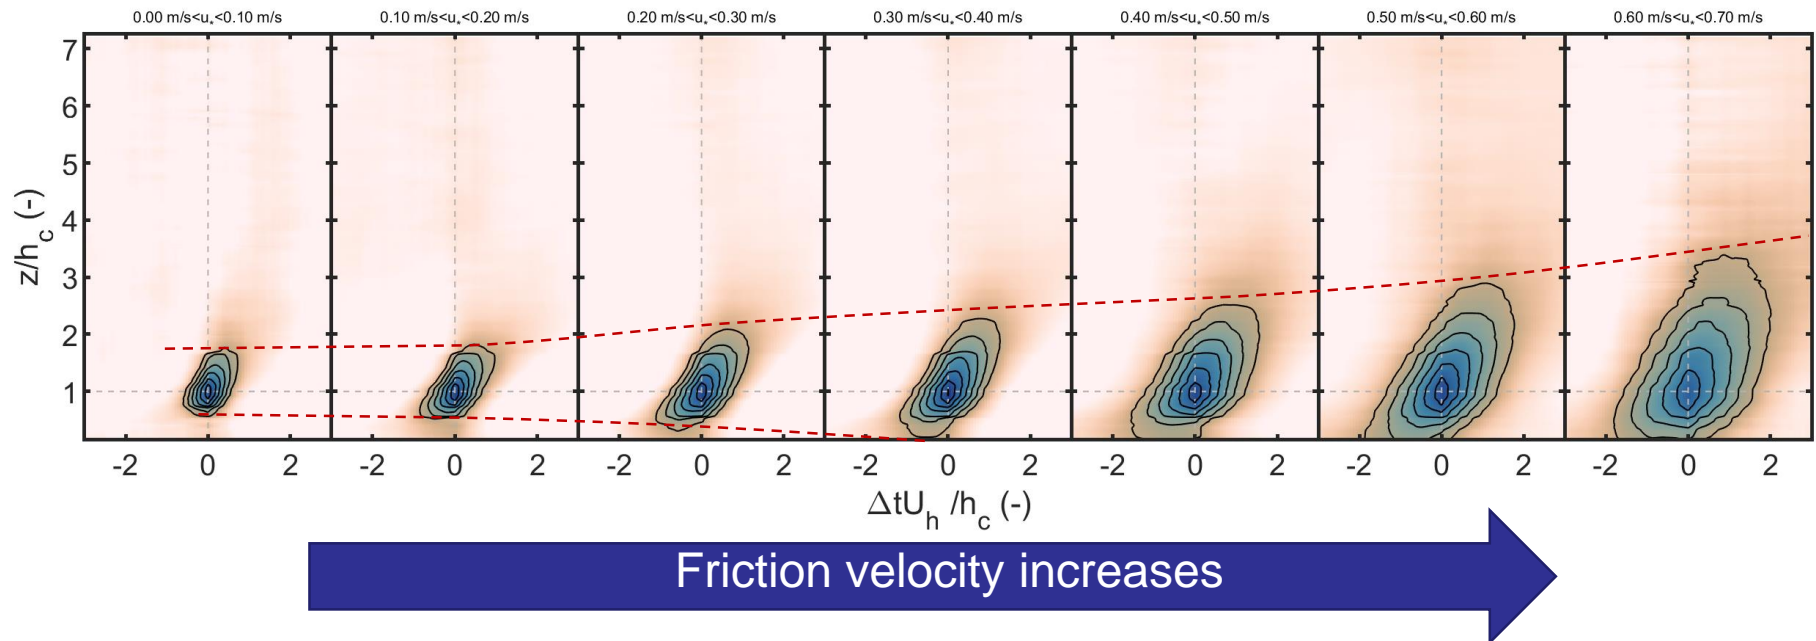 0.00 m/s<u*<0.10 m/s 0.10 m/s<u*<0.20 m/s 0.20 m/s<u*<0.30 m/s 0.30 m/s<u*<0.40 m/s 0.40 m/s<u*<0.50 m/s 0.50 m/s<u*<0.60 m/s 0.60 m/s<u*<0.70 m/s
7
6
5
4
3
2
1
z/hc (-)
-2 0 2 -2 0 2 -2 0 2 -2 0 2 -2 0 2 -2 0 2 -2 0 2
ΔtUh /hc (-)
Friction velocity increases